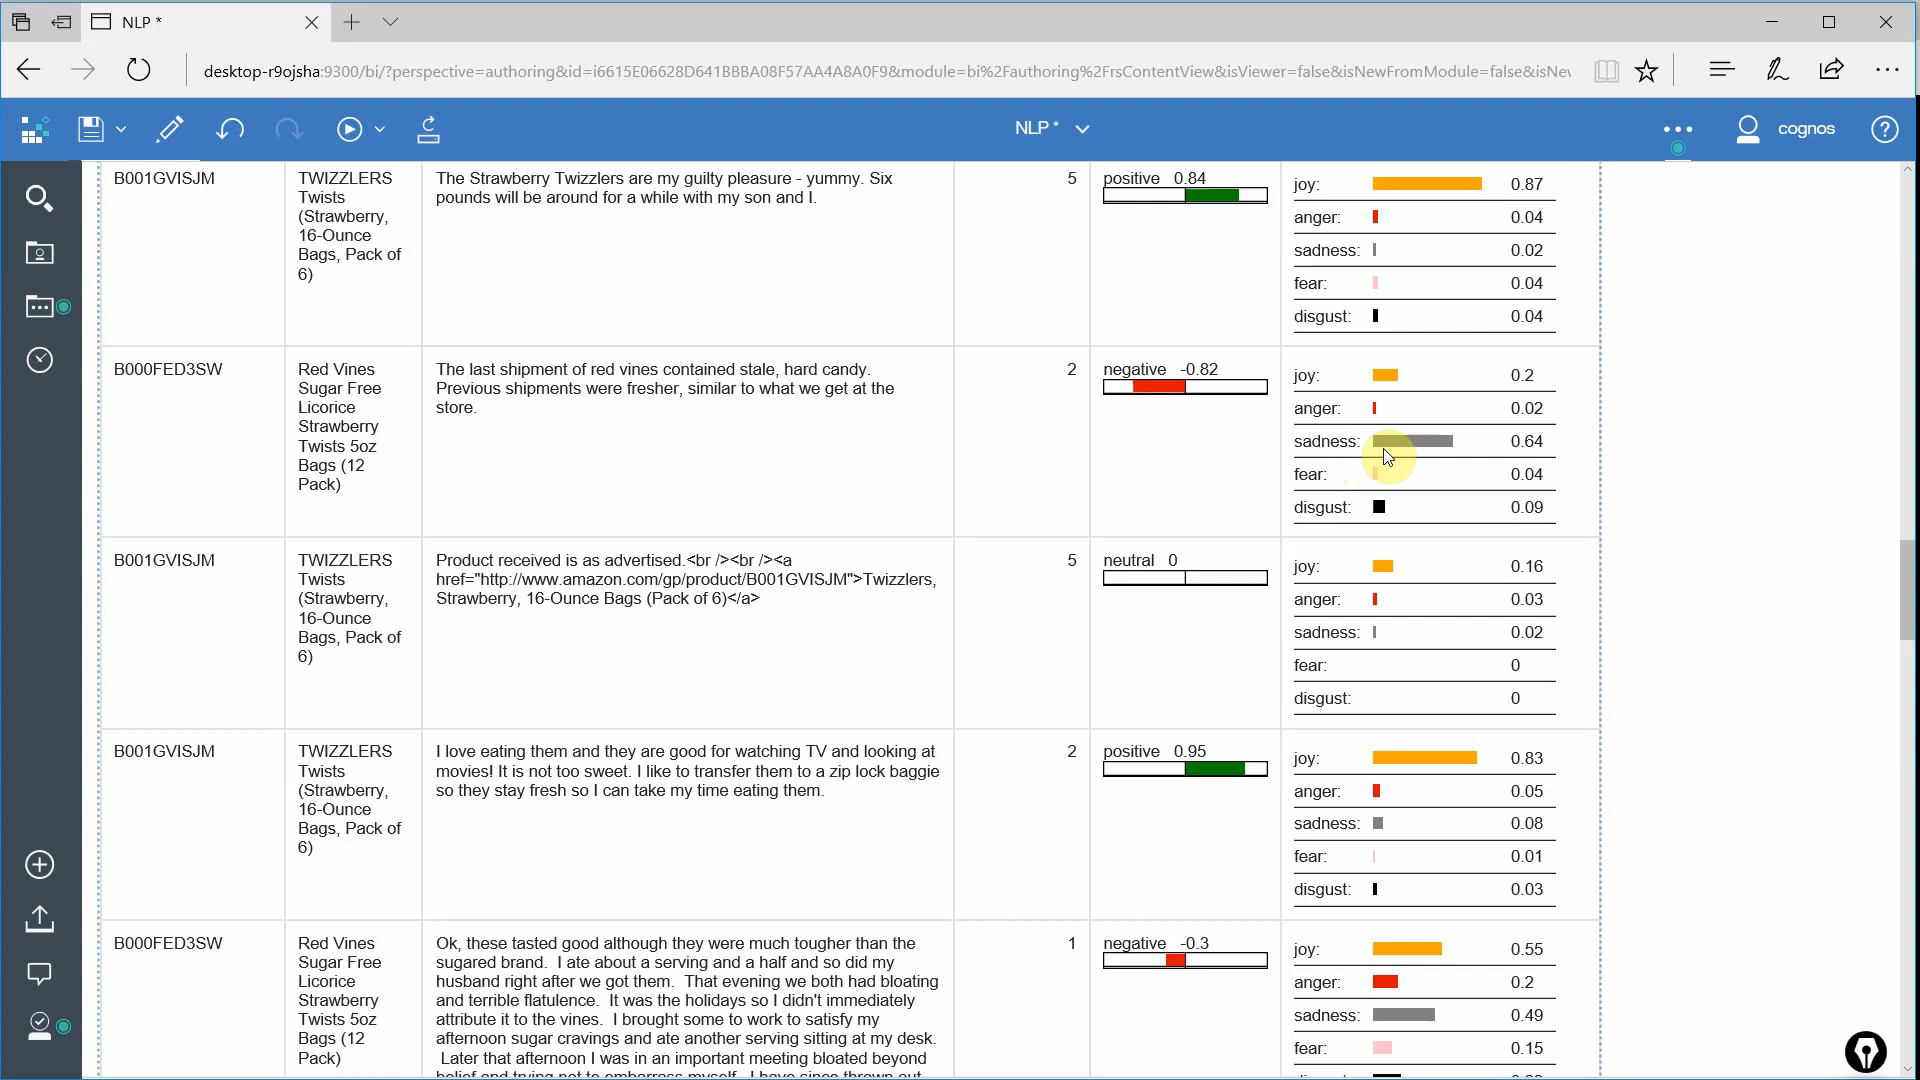 NLP *
desktop-r9ojsha:9300/bi/?perspective=authoring&id=i6615E06628D641BBBA08F57AA4A8A0F9&module=bi%2Fauthoring%2FrsContentView&isViewer=false&isNewFromModule=false&isNev
NLP *
cognos
B001GVISJM
TWIZZLERS
Twists
(Strawberry,
16-Ounce
Bags, Pack of
6)
The Strawberry Twizzlers are my guilty pleasure - yummy. Six
pounds will be around for a while with my son and I.
5
positive 0.84
joy: 0.87
anger: 0.04
sadness: 0.02
fear: 0.04
disgust: 0.04
B000FED3SW
Red Vines
Sugar Free
Licorice
Strawberry
Twists 5oz
Bags (12
Pack)
The last shipment of red vines contained stale, hard candy.
Previous shipments were fresher, similar to what we get at the
store.
2
negative -0.82
joy: 0.2
anger: 0.02
sadness: 0.64
fear: 0.04
disgust: 0.09
B001GVISJM
TWIZZLERS
Twists
(Strawberry,
16-Ounce
Bags, Pack of
6)
Product received is as advertised.<br /><br /><a
href="http://www.amazon.com/gp/product/B001GVISJM">Twizzlers,
Strawberry, 16-Ounce Bags (Pack of 6)</a>
5
neutral 0
joy: 0.16
anger: 0.03
sadness: 0.02
fear: 0
disgust: 0
B001GVISJM
TWIZZLERS
Twists
(Strawberry,
16-Ounce
Bags, Pack of
6)
I love eating them and they are good for watching TV and looking at
movies! It is not too sweet. I like to transfer them to a zip lock baggie
so they stay fresh so I can take my time eating them.
2
positive 0.95
joy: 0.83
anger: 0.05
sadness: 0.08
fear: 0.01
disgust: 0.03
B000FED3SW
Red Vines
Sugar Free
Licorice
Strawberry
Twists 5oz
Bags (12
Pack)
Ok, these tasted good although they were much tougher than the
sugared brand. I ate about a serving and a half and so did my
husband right after we got them. That evening we both had bloating
and terrible flatulence. It was the holidays so I didn't immediately
attribute it to the vines. I brought some to work to satisfy my
afternoon sugar cravings and ate another serving sitting at my desk.
Later that afternoon I was in an important meeting bloated beyond
belief and trying not to embarrass myself. I have since thrown out
1
negative -0.3
joy: 0.55
anger: 0.2
sadness: 0.49
fear: 0.15